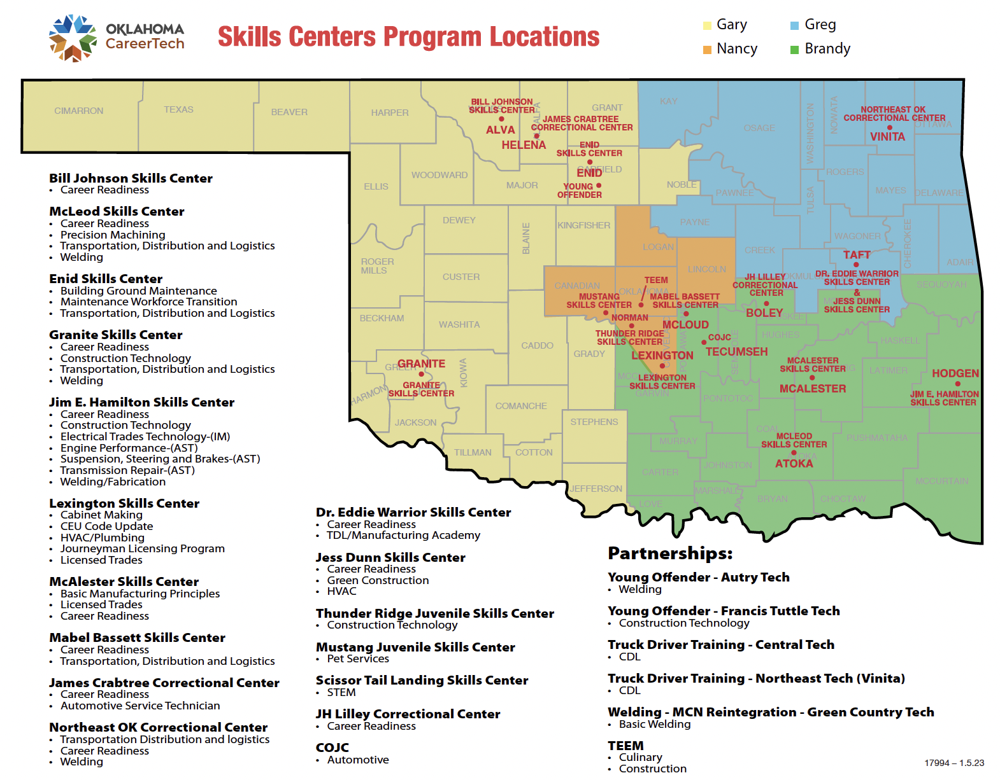 OKLAHOMA
CareerTech
Skills Centers Program Locations
Gary
Greg
Nancy
Brandy
CIMARRON
TEXAS
BEAVER
HARPER
WOODS
ALFALFA
GRANT
KAY
OSAGE
WASHINGTON
NOWATA
OTTAWA
BILL JOHNSON
SKILLS CENTER
ALVA
JAMES CRABTREE
CORRECTIONAL CENTER
HELENA
NORTHEAST OK
CORRECTIONAL CENTER
VINITA
ENID
SKILLS CENTER
GARFIELD
ENID
YOUNG
OFFENDER
ELLIS
WOODWARD
MAJOR
NOBLE
PAWNEE
TULSA
ROGERS
MAYES
DELAWARE
DEWEY
BLAINE
KINGFISHER
LOGAN
PAYNE
CREEK
WAGONER
CHEROKEE
ADAIR
ROGER
MILLS
CUSTER
CANADIAN
OKLAHOMA
LINCOLN
SEQUOYAH
TAFT
DR. EDDIE WARRIOR
SKILLS CENTER
&
JESS DUNN
SKILLS CENTER
JH LILLEY
CORRECTIONAL
CENTER
BOLEY
TEEM
MUSTANG
SKILLS CENTER
MABEL BASSETT
SKILLS CENTER
NORMAN
MCLOUD
THUNDER RIDGE
SKILLS CENTER
COJC
TECUMSEH
LEXINGTON
LEXINGTON
SKILLS CENTER
BECKHAM
WASHITA
CADDO
GRADY
HUGHES
HASKELL
LATIMER
GREER
KIOWA
HARMON
GRANITE
GRANITE
SKILLS CENTER
MCALESTER
SKILLS CENTER
MCALESTER
HODGEN
JIM E. HAMILTON
SKILLS CENTER
GARVIN
PONTOTOC
COMANCHE
JACKSON
STEPHENS
COAL
MCLEOD
SKILLS CENTER
ATOKA
ATOKA
PUSHMATAHA
MURRAY
TILLMAN
COTTON
CARTER
JOHNSTON
MCCURTAIN
JEFFERSON
MARSHALL
LOVE
BRYAN
CHOCTAW
Bill Johnson Skills Center
• Career Readiness
McLeod Skills Center
• Career Readiness
• Precision Machining
• Transportation, Distribution and Logistics
• Welding
Enid Skills Center
• Building Ground Maintenance
• Maintenance Workforce Transition
• Transportation, Distribution and Logistics
Granite Skills Center
• Career Readiness
• Construction Technology
• Transportation, Distribution and Logistics
• Welding
Jim E. Hamilton Skills Center
• Career Readiness
• Construction Technology
• Electrical Trades Technology-(IM)
• Engine Performance-(AST)
• Suspension, Steering and Brakes-(AST)
• Transmission Repair-(AST)
• Welding/Fabrication
Lexington Skills Center
• Cabinet Making
• CEU Code Update
• HVAC/Plumbing
• Journeyman Licensing Program
• Licensed Trades
McAlester Skills Center
• Basic Manufacturing Principles
• Licensed Trades
• Career Readiness
Mabel Bassett Skills Center
• Career Readiness
• Transportation, Distribution and Logistics
James Crabtree Correctional Center
• Career Readiness
• Automotive Service Technician
Northeast OK Correctional Center
• Transportation Distribution and logistics
• Career Readiness
• Welding
Dr. Eddie Warrior Skills Center
• Career Readiness
• TDL/Manufacturing Academy
Jess Dunn Skills Center
• Career Readiness
• Green Construction
• HVAC
Thunder Ridge Juvenile Skills Center
• Construction Technology
Mustang Juvenile Skills Center
• Pet Services
Scissor Tail Landing Skills Center
• STEM
JH Lilley Correctional Center
• Career Readiness
COJC
• Automotive
Partnerships:
Young Offender - Autry Tech
• Welding
Young Offender - Francis Tuttle Tech
• Construction Technology
Truck Driver Training - Central Tech
• CDL
Truck Driver Training - Northeast Tech (Vinita)
• CDL
Welding - MCN Reintegration - Green Country Tech
• Basic Welding
TEEM
• Culinary
• Construction
17994 – 1.5.23